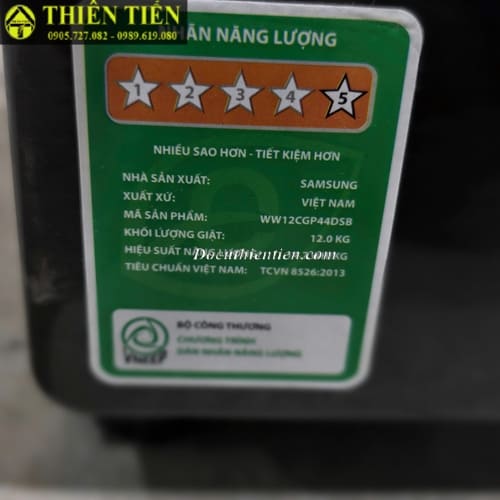 THIÊN TIẾN
0905.727.082 - 0989.619.080
NHÃN NĂNG LƯỢNG
1 2 3 4 5
NHIỀU SAO HƠN - TIẾT KIỆM HƠN
NHÀ SẢN XUẤT: SAMSUNG
XUẤT XỨ: VIỆT NAM
MÃ SẢN PHẨM: WW12CGP44DSB
KHỐI LƯỢNG GIẶT: 12.0 KG
HIỆU SUẤT
Docuthientien.com
TIÊU CHUẨN VIỆT NAM: TCVN 8526:2013
BỘ CÔNG THƯƠNG
CHƯƠNG TRÌNH
DÁN NHÃN NĂNG LƯỢNG